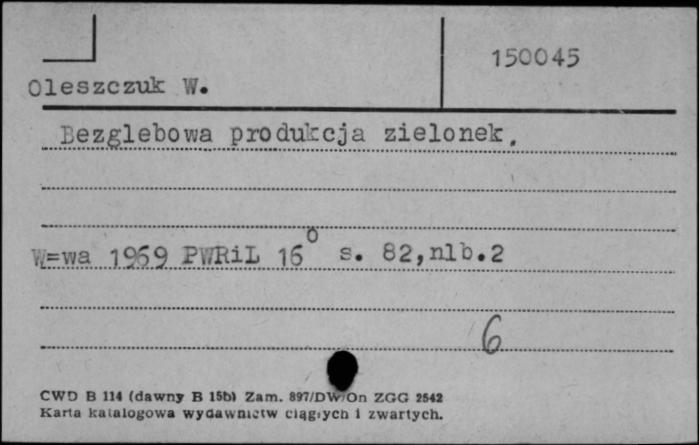 150045
Oleszczuk W.
Bezglebowa produkcja zielonek.
W=wa 1969 PWRiL 16° s. 82,nlb.2
6
CWD B 114 (dawny B 15b) Zam. 897/DW/On ZGG 2542
Karta katalogowa wydawnictw ciągłych i zwartych.